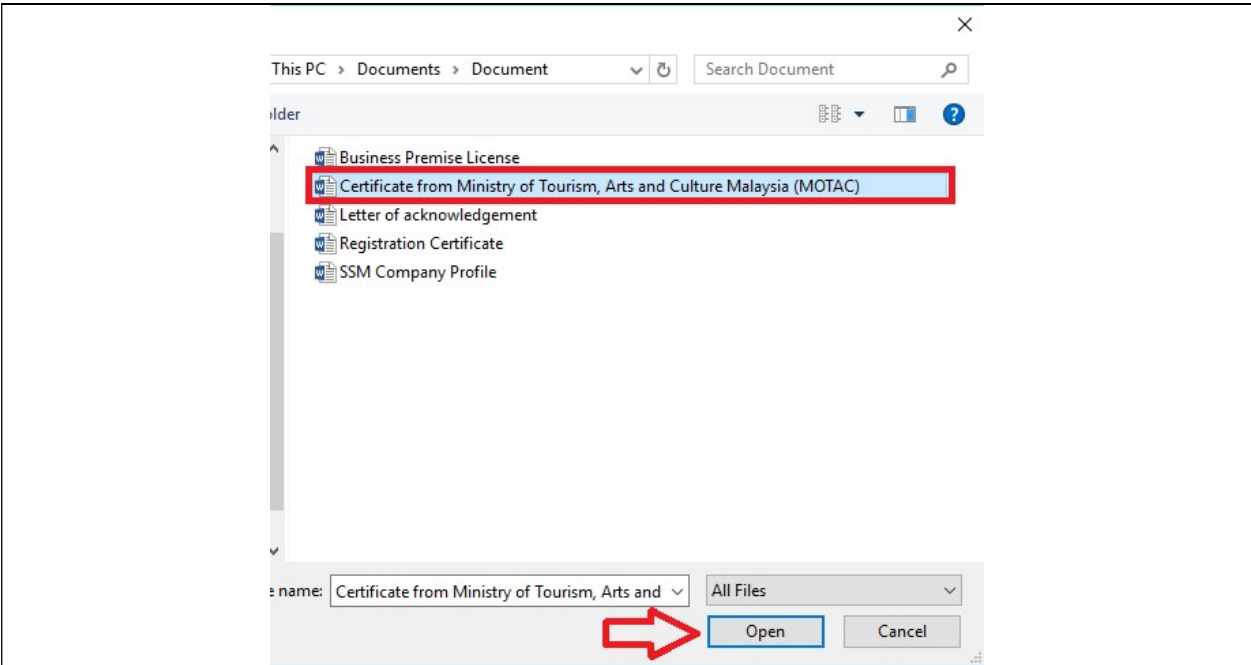 This PC > Documents > Document
Search Document
older
Business Premise License
Certificate from Ministry of Tourism, Arts and Culture Malaysia (MOTAC)
Letter of acknowledgement
Registration Certificate
SSM Company Profile
e name: Certificate from Ministry of Tourism, Arts and
All Files
Open
Cancel